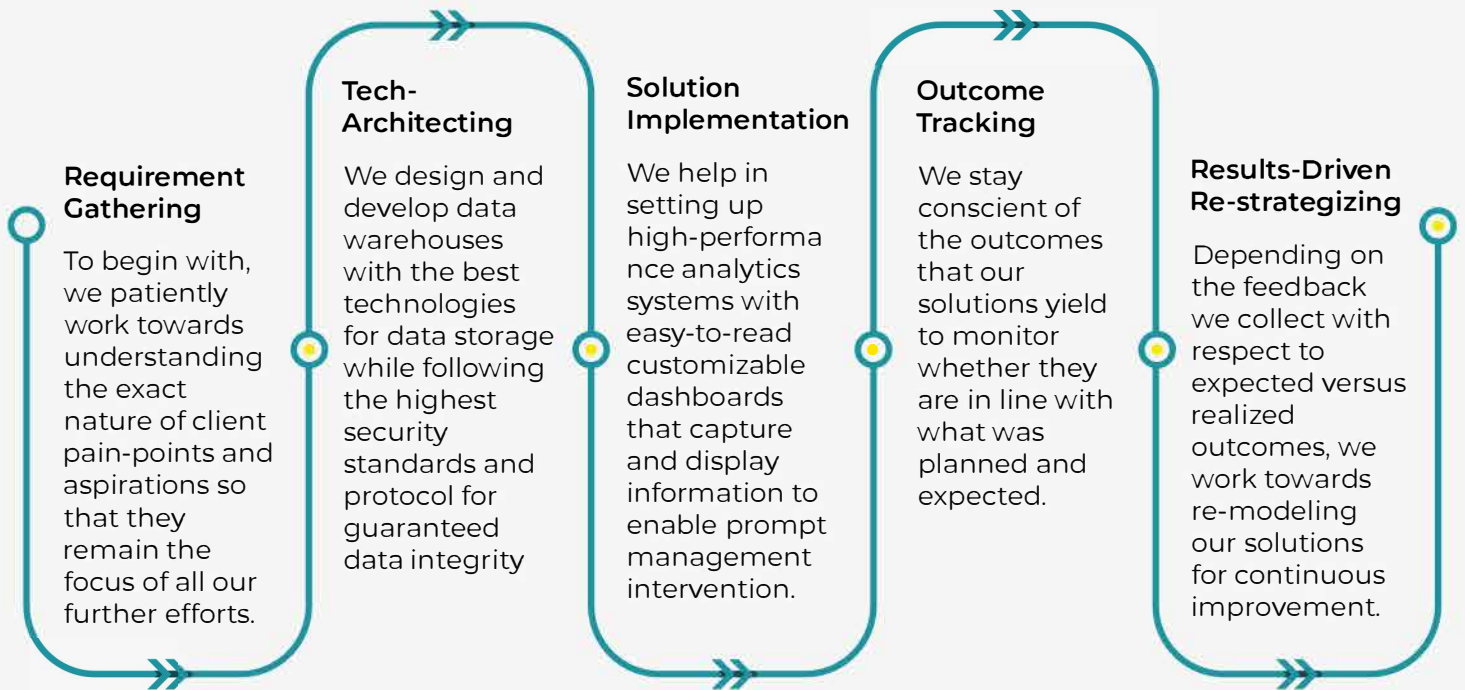 Requirement
Gathering
To begin with,
we patiently
work towards
understanding
the exact
nature of client
pain-points and
aspirations so
that they
remain the
focus of all our
further efforts.
Tech-
Architecting
We design and
develop data
warehouses
with the best
technologies
for data storage
while following
the highest
security
standards and
protocol for
guaranteed
data integrity
Solution
Implementation
We help in
setting up
high-performa
nce analytics
systems with
easy-to-read
customizable
dashboards
that capture
and display
information to
enable prompt
management
intervention.
Outcome
Tracking
We stay
conscient of
the outcomes
that our
solutions yield
to monitor
whether they
are in line with
what was
planned and
expected.
Results-Driven
Re-strategizing
Depending on
the feedback
we collect with
respect to
expected versus
realized
outcomes, we
work towards
re-modeling
our solutions
for continuous
improvement.